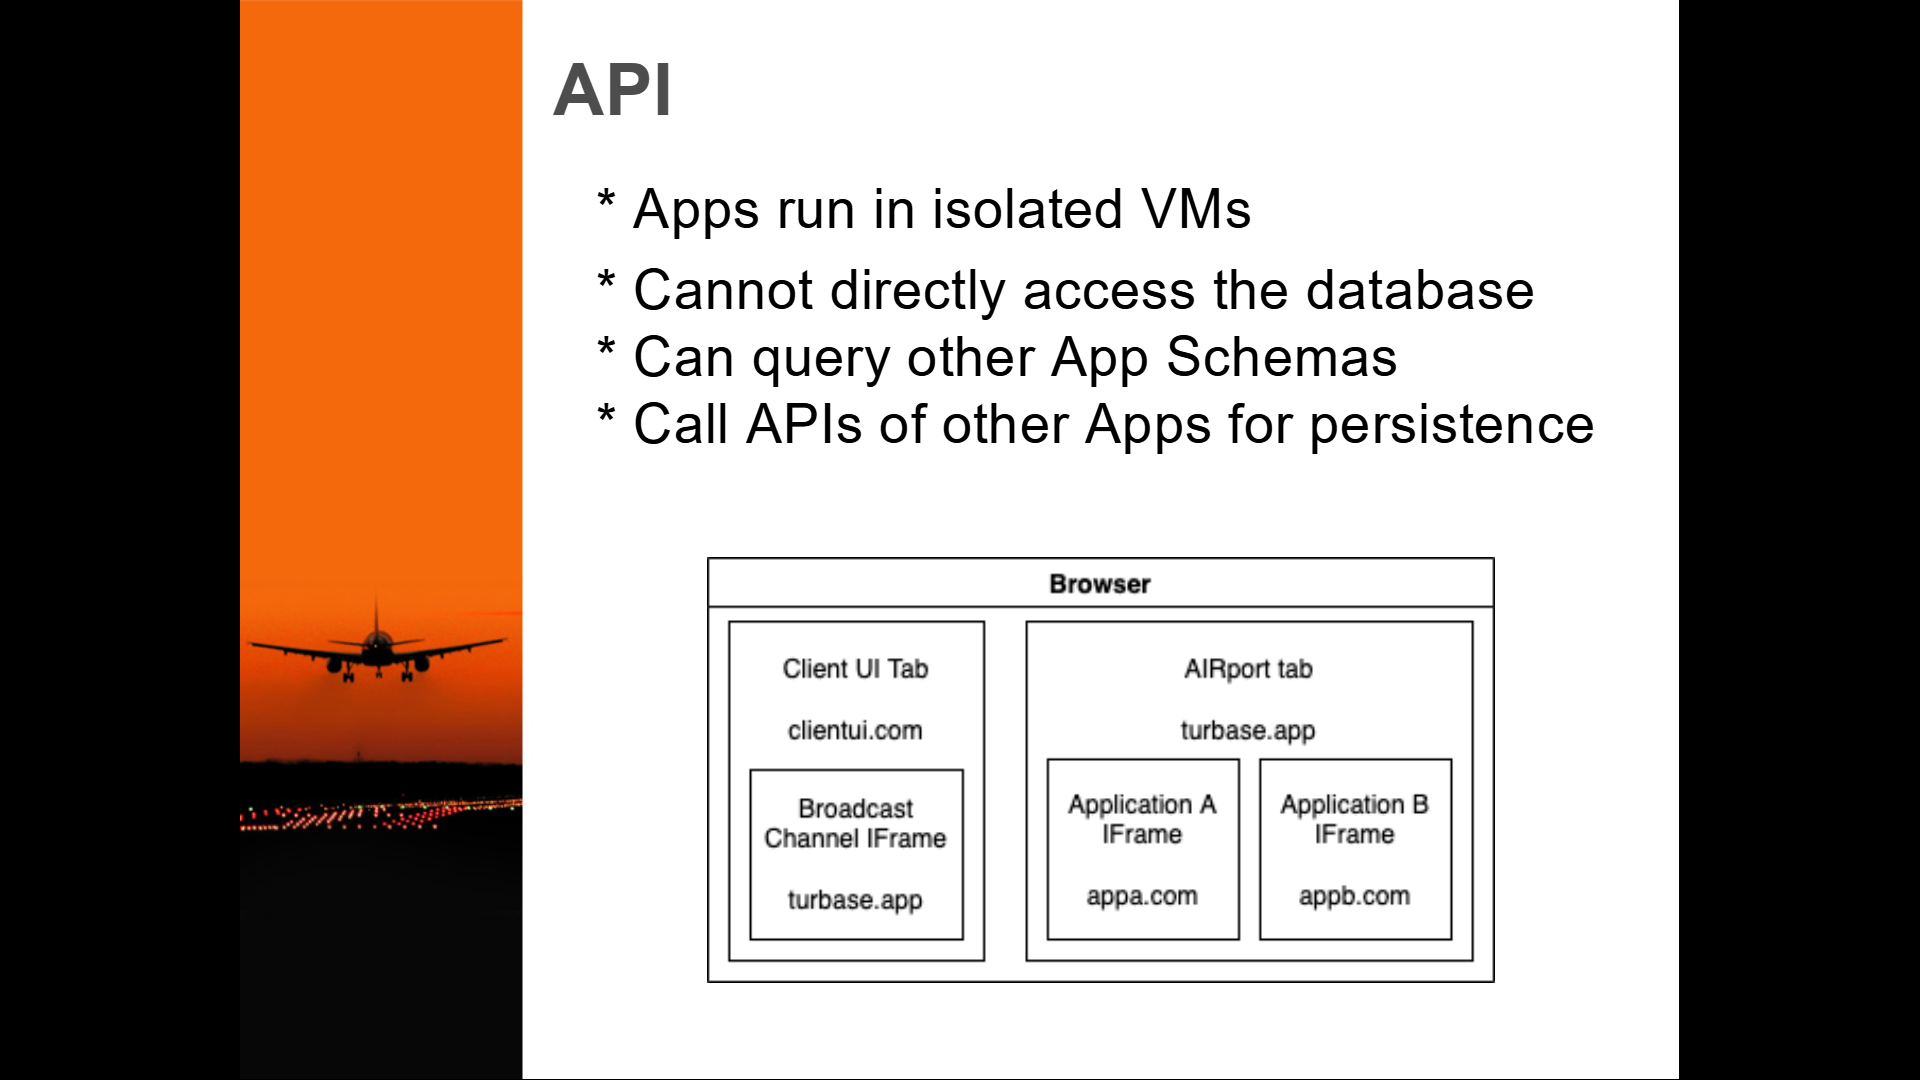 API
* Apps run in isolated VMs
* Cannot directly access the database
* Can query other App Schemas
* Call APIs of other Apps for persistence
Browser
Client UI Tab
clientui.com
Broadcast
Channel IFrame
turbase.app
AIRport tab
turbase.app
Application A
IFrame
appa.com
Application B
IFrame
appb.com